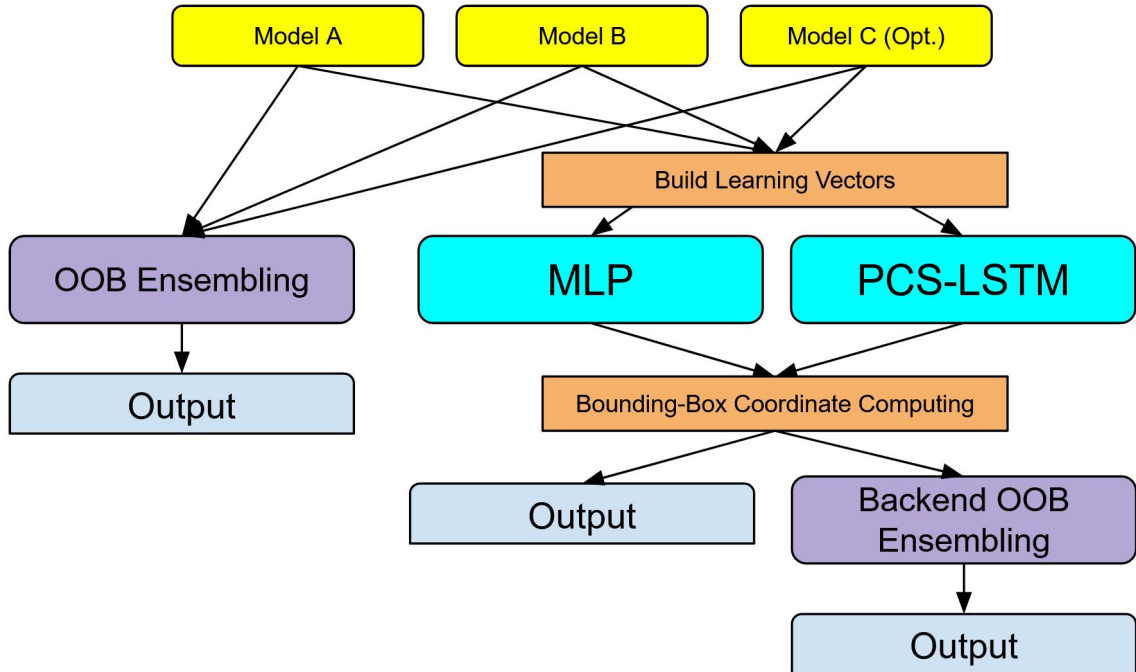 Model A
Model B
Model C (Opt.)
Build Learning Vectors
OOB Ensembling
MLP
PCS-LSTM
Output
Bounding-Box Coordinate Computing
Output
Backend OOB
Ensembling
Output